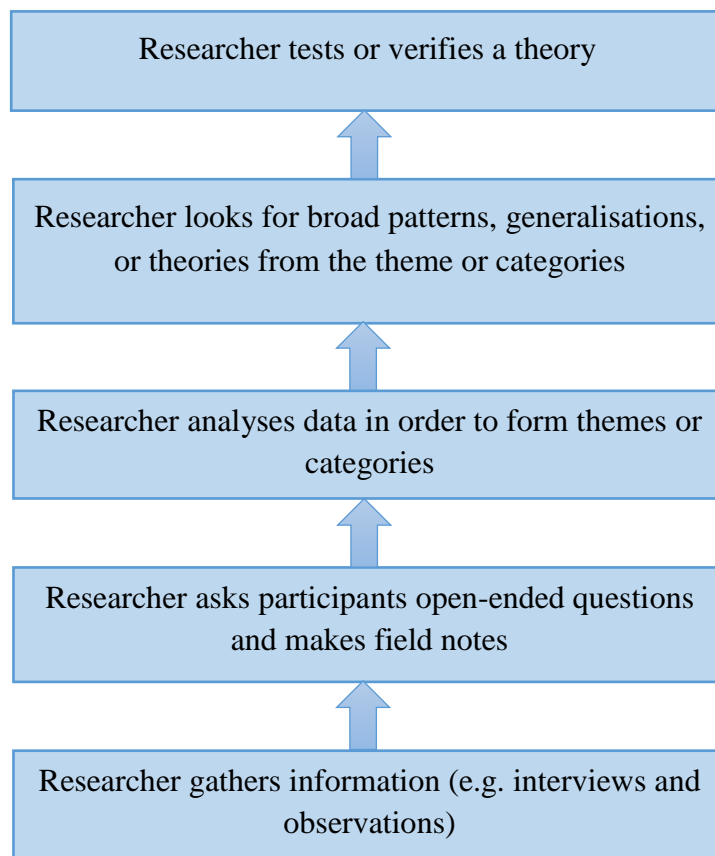 Researcher tests or verifies a theory
Researcher looks for broad patterns, generalisations,
or theories from the theme or categories
Researcher analyses data in order to form themes or
categories
Researcher asks participants open-ended questions
and makes field notes
Researcher gathers information (e.g. interviews and
observations)